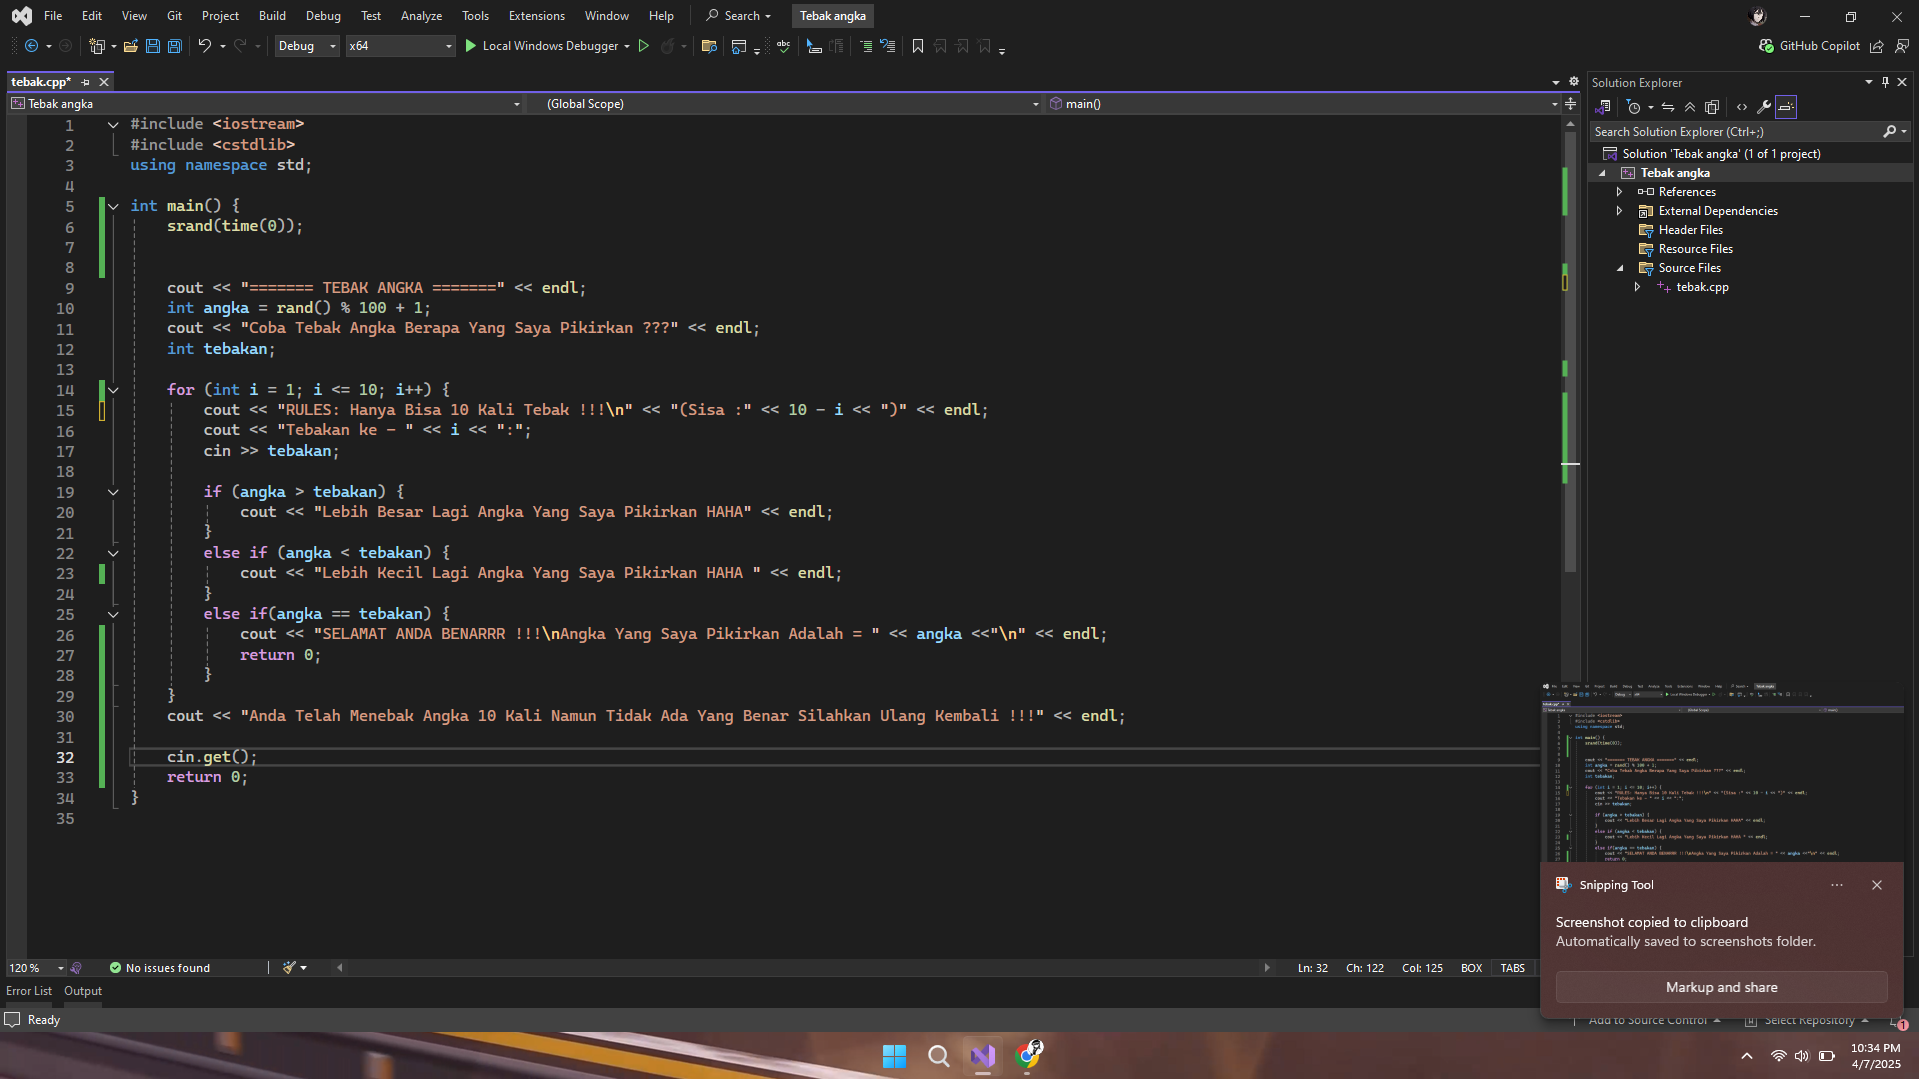 File Edit View Git Project Build Debug Test Analyze Tools Extensions Window Help Search Tebak angka
Debug x64 Local Windows Debugger GitHub Copilot
tebak.cpp*
Tebak angka (Global Scope) main()
1 #include <iostream>
2 #include <cstdlib>
3 using namespace std;
4
5 int main() {
6 srand(time(0));
7
8
9 cout << "======= TEBAK ANGKA =======" << endl;
10 int angka = rand() % 100 + 1;
11 cout << "Coba Tebak Angka Berapa Yang Saya Pikirkan ???" << endl;
12 int tebakan;
13
14 for (int i = 1; i <= 10; i++) {
15 cout << "RULES: Hanya Bisa 10 Kali Tebak !!!\n" << "(Sisa :" << 10 - i << ")" << endl;
16 cout << "Tebakan ke - " << i << ":";
17 cin >> tebakan;
18
19 if (angka > tebakan) {
20 cout << "Lebih Besar Lagi Angka Yang Saya Pikirkan HAHA" << endl;
21 }
22 else if (angka < tebakan) {
23 cout << "Lebih Kecil Lagi Angka Yang Saya Pikirkan HAHA " << endl;
24 }
25 else if(angka == tebakan) {
26 cout << "SELAMAT ANDA BENARRR !!!\nAngka Yang Saya Pikirkan Adalah = " << angka <<"\n" << endl;
27 return 0;
28 }
29 }
30 cout << "Anda Telah Menebak Angka 10 Kali Namun Tidak Ada Yang Benar Silahkan Ulang Kembali !!!" << endl;
31
32 cin.get();
33 return 0;
34 }
35
120 % No issues found Ln: 32 Ch: 122 Col: 125 BOX TABS
Error List Output
Ready
Solution Explorer
Search Solution Explorer (Ctrl+;)
Solution 'Tebak angka' (1 of 1 project)
Tebak angka
References
External Dependencies
Header Files
Resource Files
Source Files
tebak.cpp
Snipping Tool
Screenshot copied to clipboard
Automatically saved to screenshots folder.
Markup and share
Add to Source Control Select Repository 1
10:34 PM
4/7/2025